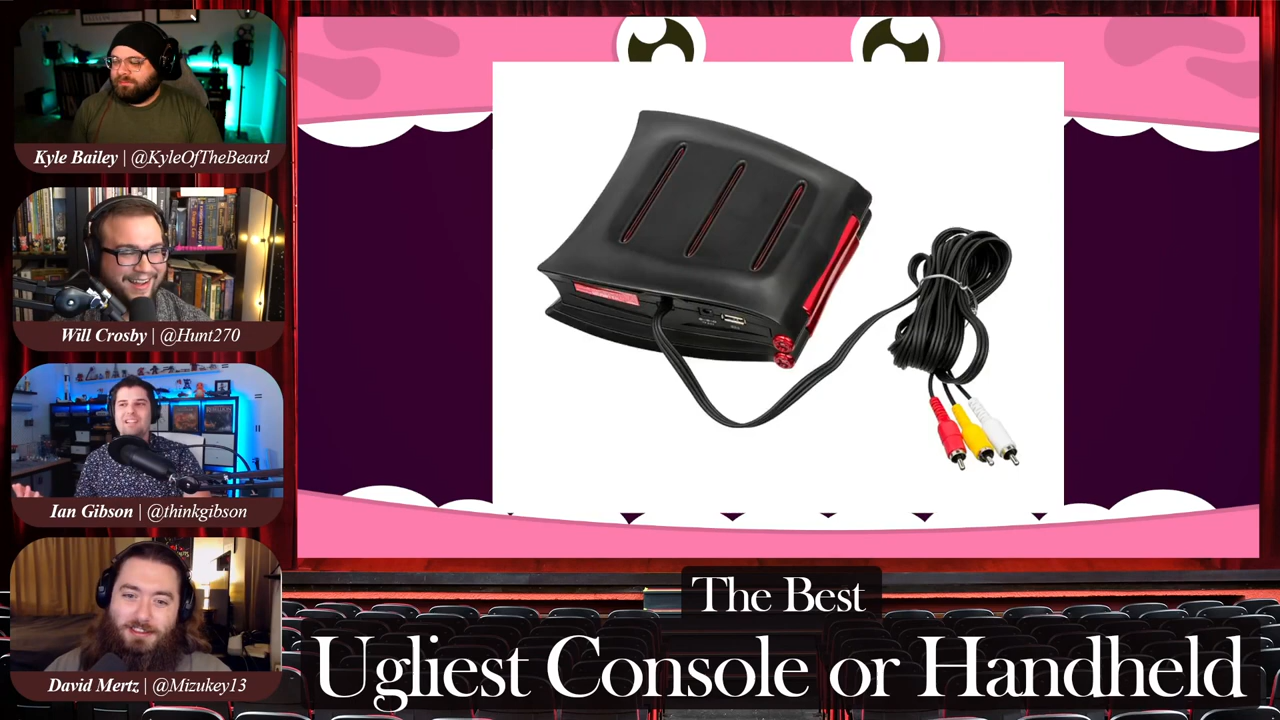 Kyle Bailey | @KyleOfTheBeard
Will Crosby | @Hunt270
Ian Gibson | @thinkgibson
David Mertz | @Mizukey13
The Best
Ugliest Console or Handheld